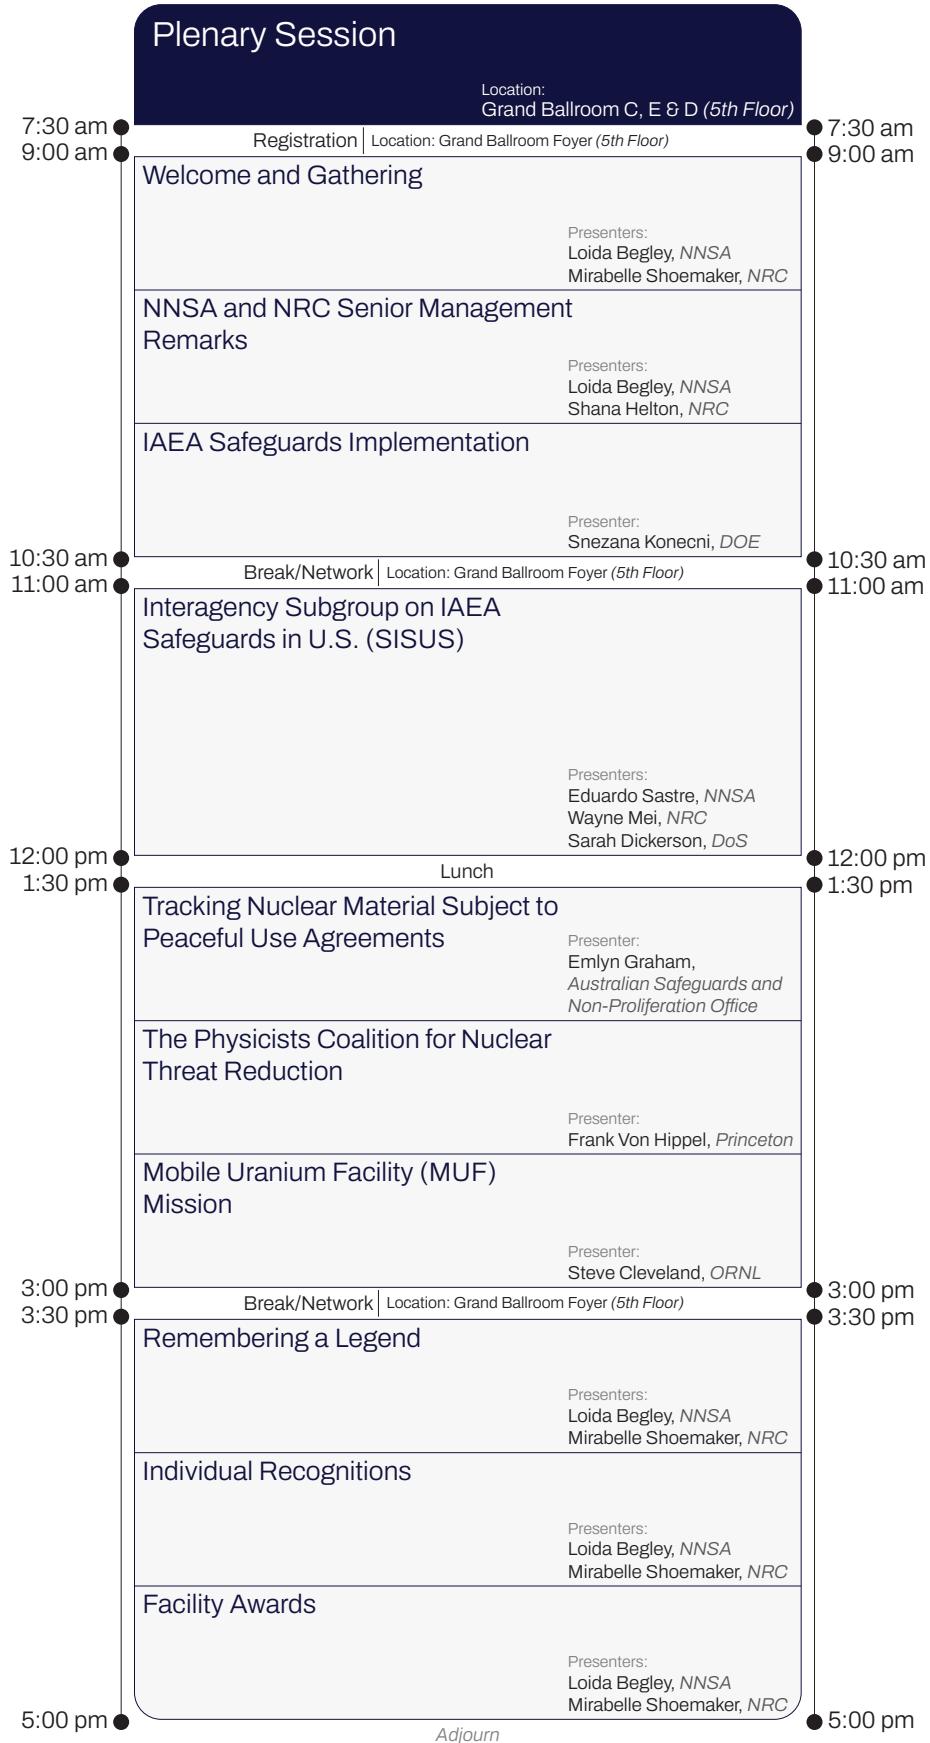 Plenary Session
Location:
Grand Ballroom C, E & D (5th Floor)
7:30 am
7:30 am
Registration | Location: Grand Ballroom Foyer (5th Floor)
9:00 am
9:00 am
Welcome and Gathering
Presenters:
Loida Begley, NNSA
Mirabelle Shoemaker, NRC
NNSA and NRC Senior Management
Remarks
Presenters:
Loida Begley, NNSA
Shana Helton, NRC
IAEA Safeguards Implementation
Presenter:
Snezana Konecni, DOE
10:30 am
10:30 am
Break/Network | Location: Grand Ballroom Foyer (5th Floor)
11:00 am
11:00 am
Interagency Subgroup on IAEA
Safeguards in U.S. (SISUS)
Presenters:
Eduardo Sastre, NNSA
Wayne Mei, NRC
Sarah Dickerson, DoS
12:00 pm
12:00 pm
Lunch
1:30 pm
1:30 pm
Tracking Nuclear Material Subject to
Peaceful Use Agreements
Presenter:
Emlyn Graham,
Australian Safeguards and
Non-Proliferation Office
The Physicists Coalition for Nuclear
Threat Reduction
Presenter:
Frank Von Hippel, Princeton
Mobile Uranium Facility (MUF)
Mission
Presenter:
Steve Cleveland, ORNL
3:00 pm
3:00 pm
Break/Network | Location: Grand Ballroom Foyer (5th Floor)
3:30 pm
3:30 pm
Remembering a Legend
Presenters:
Loida Begley, NNSA
Mirabelle Shoemaker, NRC
Individual Recognitions
Presenters:
Loida Begley, NNSA
Mirabelle Shoemaker, NRC
Facility Awards
Presenters:
Loida Begley, NNSA
Mirabelle Shoemaker, NRC
5:00 pm
5:00 pm
Adjourn